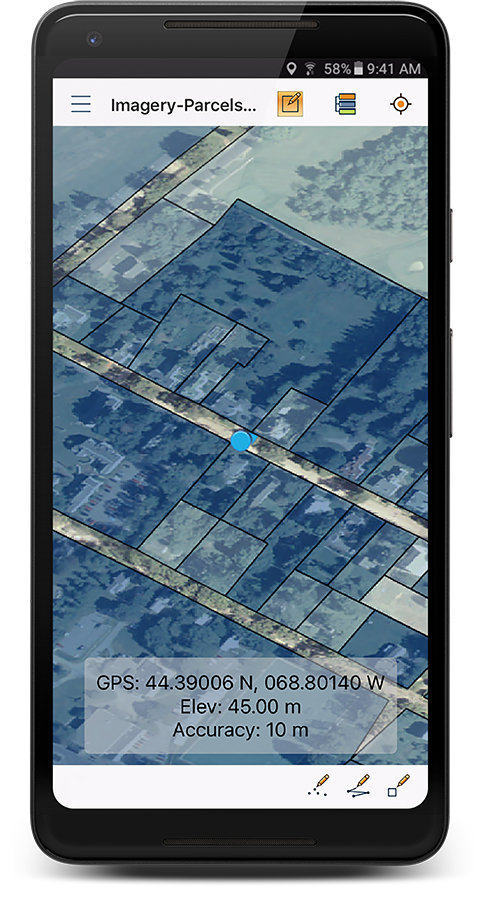 58% 9:41 AM
Imagery-Parcels...
GPS: 44.39006 N, 068.80140 W
Elev: 45.00 m
Accuracy: 10 m